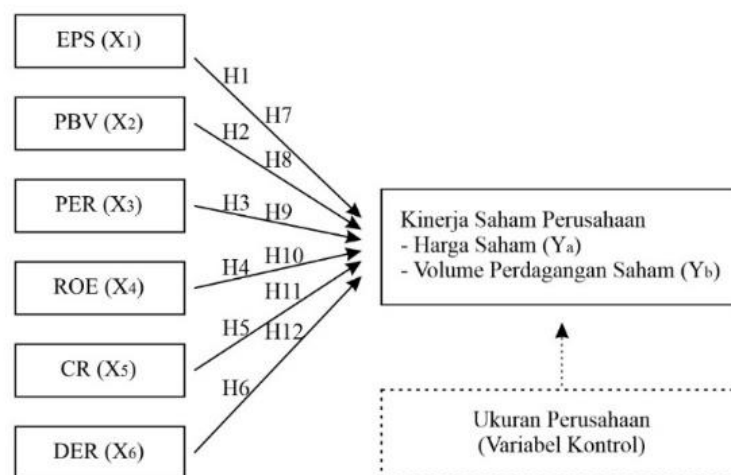 EPS (X1)
PBV (X2)
PER (X3)
ROE (X4)
CR (X5)
DER (X6)
H1
H7
H2
H8
H3
H9
H4
H10
H11
H5
H12
H6
Kinerja Saham Perusahaan
- Harga Saham (Ya)
- Volume Perdagangan Saham (Yb)
Ukuran Perusahaan
(Variabel Kontrol)